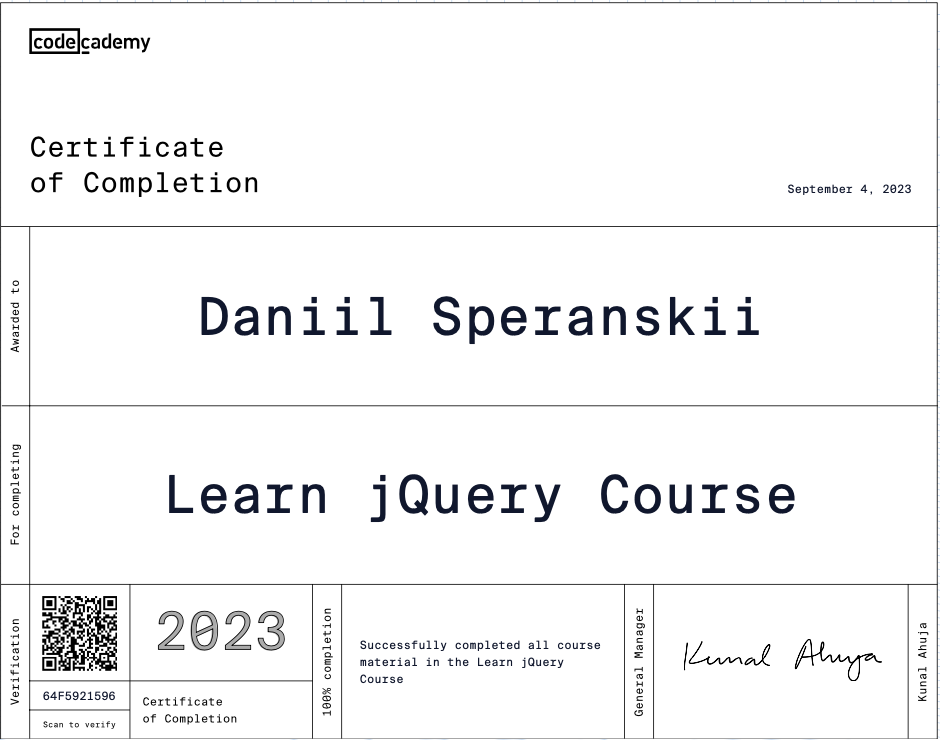 codecademy
Certificate
of Completion
September 4, 2023
Awarded to
Daniil Speranskii
For completing
Learn jQuery Course
Verification
64F5921596
Scan to verify
2023
Certificate
of Completion
100% completion
Successfully completed all course
material in the Learn jQuery
Course
General Manager
Kunal Ahuja
Kunal Ahuja